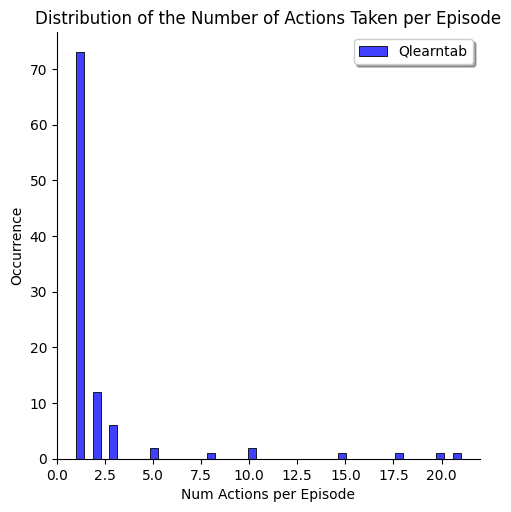 Distribution of the Number of Actions Taken per Episode
Qlearntab
70
60
50
40
30
20
10
0
Occurrence
0.0 2.5 5.0 7.5 10.0 12.5 15.0 17.5 20.0
Num Actions per Episode